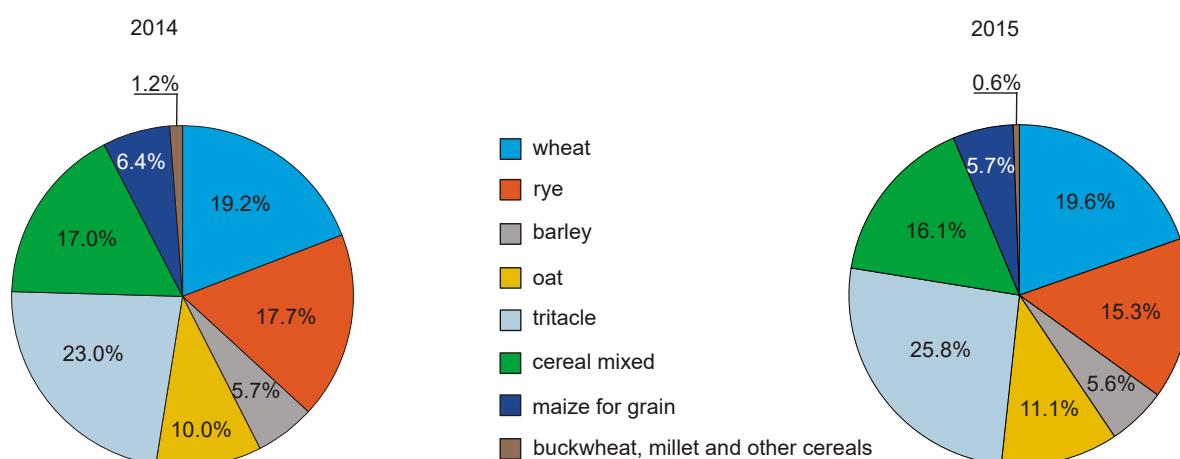 2014
1.2%
6.4%
19.2%
17.0%
17.7%
23.0%
5.7%
10.0%
wheat
rye
barley
oat
tritacle
cereal mixed
maize for grain
buckwheat, millet and other cereals
2015
0.6%
5.7%
19.6%
16.1%
15.3%
25.8%
5.6%
11.1%